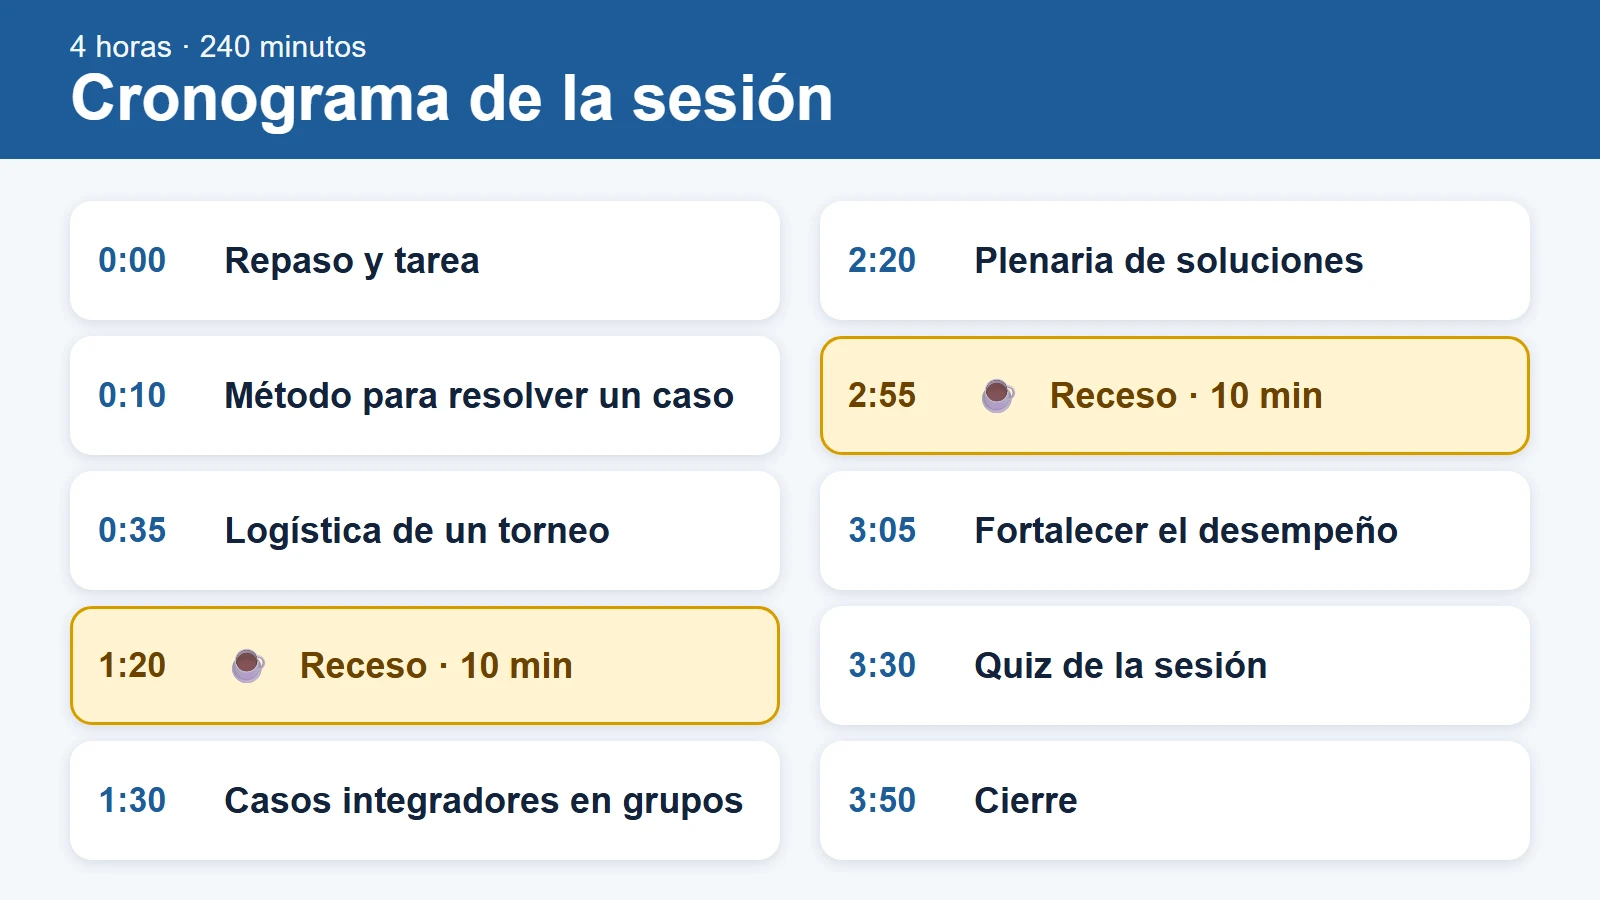 4 horas · 240 minutos
Cronograma de la sesión
0:00 Repaso y tarea
0:10 Método para resolver un caso
0:35 Logística de un torneo
1:20 Receso · 10 min
1:30 Casos integradores en grupos
2:20 Plenaria de soluciones
2:55 Receso · 10 min
3:05 Fortalecer el desempeño
3:30 Quiz de la sesión
3:50 Cierre